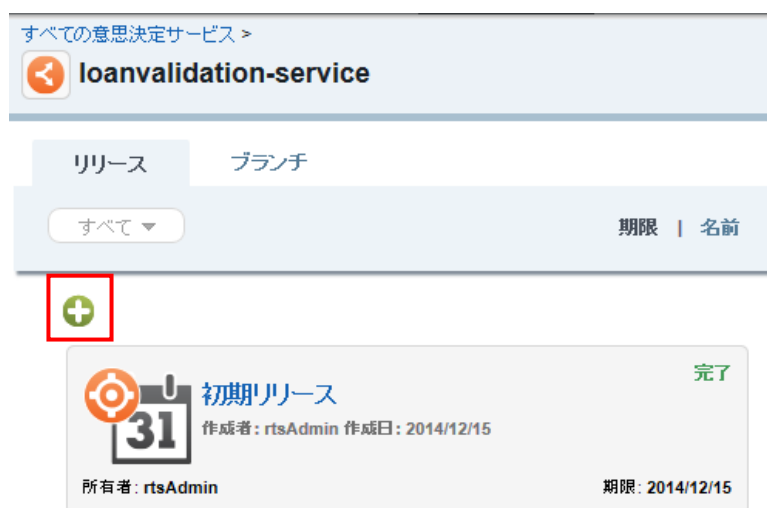 すべての意思決定サービス >
loanvalidation-service
リリース ブランチ
すべて 期限 | 名前
完了
初期リリース
31
作成者: rtsAdmin 作成日: 2014/12/15
所有者: rtsAdmin 期限: 2014/12/15